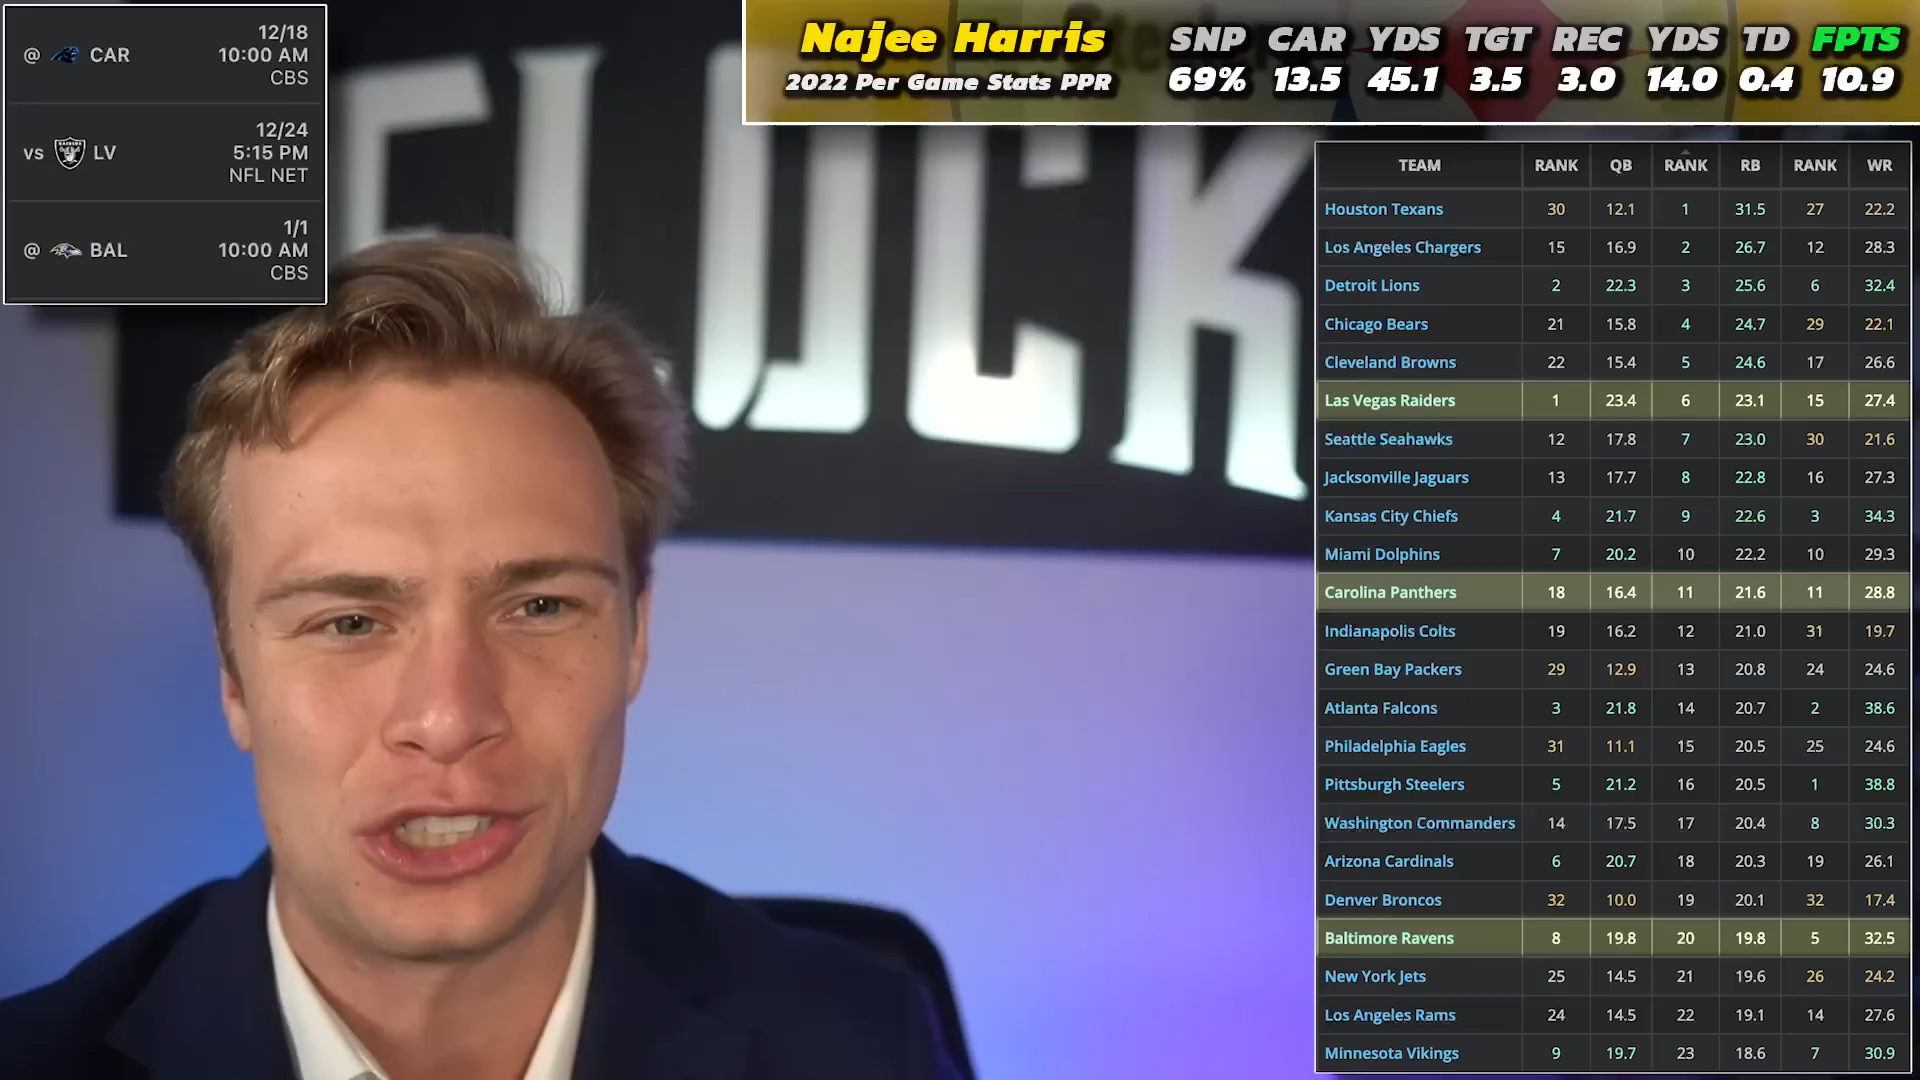 @ CAR 12/18
10:00 AM
CBS
vs LV 12/24
5:15 PM
NFL NET
@ BAL 1/1
10:00 AM
CBS
Najee Harris
2022 Per Game Stats PPR
SNP CAR YDS TGT REC YDS TD FPTS
69% 13.5 45.1 3.5 3.0 14.0 0.4 10.9
FLOCK
TEAM RANK QB RANK RB RANK WR
Houston Texans 30 12.1 1 31.5 27 22.2
Los Angeles Chargers 15 16.9 2 26.7 12 28.3
Detroit Lions 2 22.3 3 25.6 6 32.4
Chicago Bears 21 15.8 4 24.7 29 22.1
Cleveland Browns 22 15.4 5 24.6 17 26.6
Las Vegas Raiders 1 23.4 6 23.1 15 27.4
Seattle Seahawks 12 17.8 7 23.0 30 21.6
Jacksonville Jaguars 13 17.7 8 22.8 16 27.3
Kansas City Chiefs 4 21.7 9 22.6 3 34.3
Miami Dolphins 7 20.2 10 22.2 10 29.3
Carolina Panthers 18 16.4 11 21.6 11 28.8
Indianapolis Colts 19 16.2 12 21.0 31 19.7
Green Bay Packers 29 12.9 13 20.8 24 24.6
Atlanta Falcons 3 21.8 14 20.7 2 38.6
Philadelphia Eagles 31 11.1 15 20.5 25 24.6
Pittsburgh Steelers 5 21.2 16 20.5 1 38.8
Washington Commanders 14 17.5 17 20.4 8 30.3
Arizona Cardinals 6 20.7 18 20.3 19 26.1
Denver Broncos 32 10.0 19 20.1 32 17.4
Baltimore Ravens 8 19.8 20 19.8 5 32.5
New York Jets 25 14.5 21 19.6 26 24.2
Los Angeles Rams 24 14.5 22 19.1 14 27.6
Minnesota Vikings 9 19.7 23 18.6 7 30.9